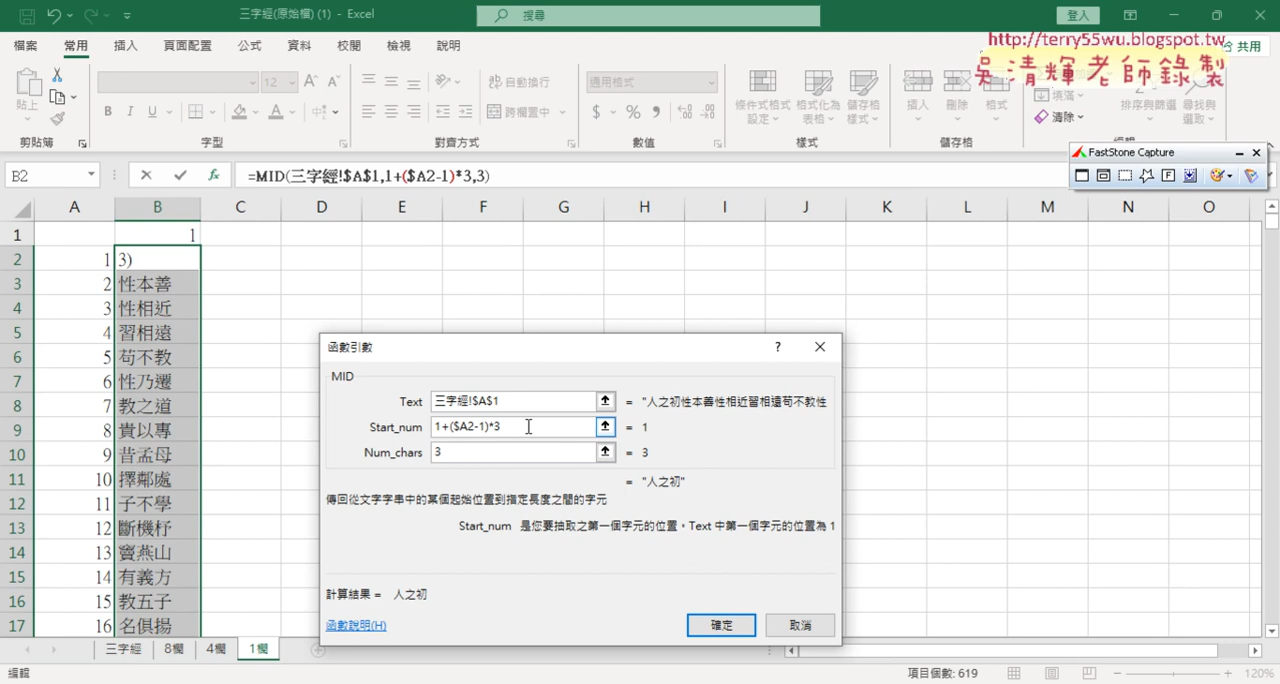 三字經(原始檔) (1) - Excel
搜尋
登入
http://terry55wu.blogspot.tw
吳清輝老師錄製
檔案 常用 插入 頁面配置 公式 資料 校閱 檢視 說明
共用
貼上
12
B I U
自動換行
跨欄置中
通用格式
$ % 9
條件式格式設定
格式化為表格
儲存格樣式
插入 刪除 格式
填滿
清除
排序與篩選
尋找與選取
剪貼簿 字型 對齊方式 數值 樣式 儲存格 編輯
FastStone Capture
B2
fx
=MID(三字經!$A$1,1+($A2-1)*3,3)
A B C D E F G H I J K L M N O
1 1
2 1 3)
3 2 性本善
4 3 性相近
5 4 習相遠
6 5 苟不教
7 6 性乃遷
8 7 教之道
9 8 貴以專
10 9 昔孟母
11 10 擇鄰處
12 11 子不學
13 12 斷機杼
14 13 竇燕山
15 14 有義方
16 15 教五子
17 16 名俱揚
函數引數 ?
MID
Text 三字經!$A$1 = "人之初性本善性相近習相遠苟不教性
Start_num 1+($A2-1)*3 = 1
Num_chars 3 = 3
= "人之初"
傳回從文字字串中的某個起始位置到指定長度之間的字元
Start_num 是您要抽取之第一個字元的位置，Text 中第一個字元的位置為 1
計算結果 = 人之初
函數說明(H)
確定 取消
三字經 8欄 4欄 1欄
編輯
項目個數: 619
120%